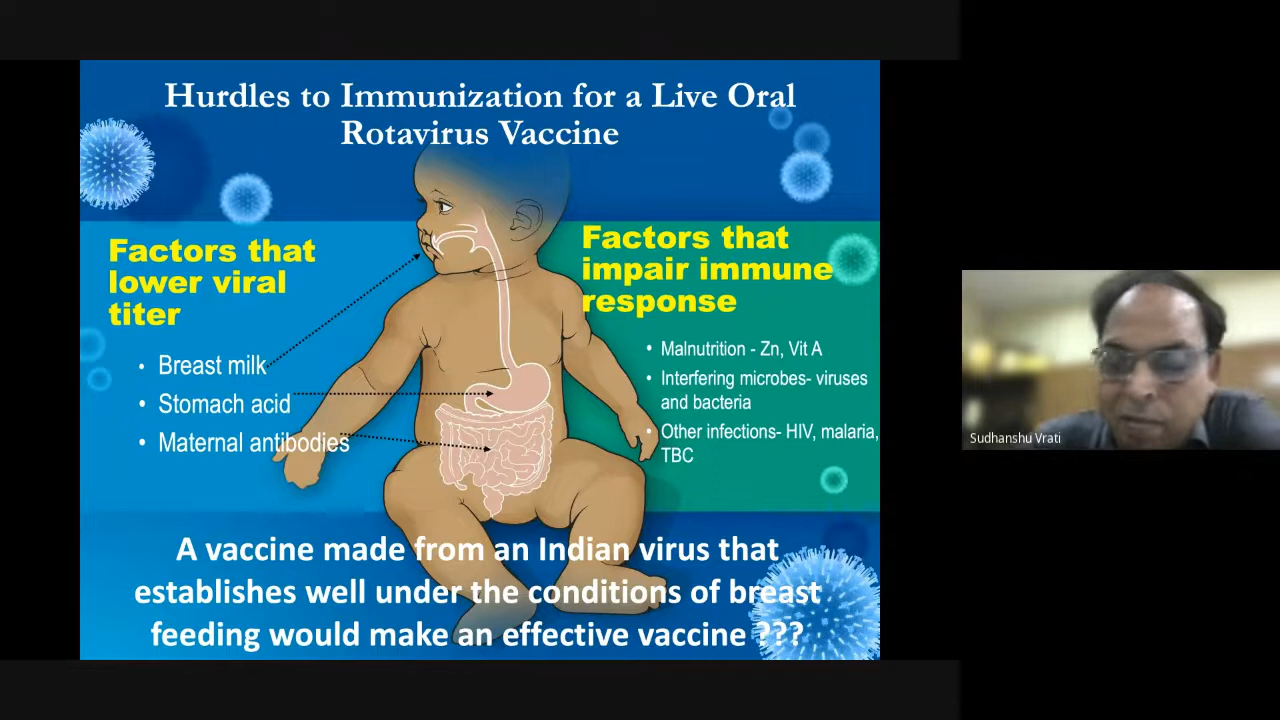 Hurdles to Immunization for a Live Oral
Rotavirus Vaccine
Factors that
lower viral
titer
• Breast milk
• Stomach acid
• Maternal antibodies
Factors that
impair immune
response
• Malnutrition - Zn, Vit A
• Interfering microbes- viruses
and bacteria
• Other infections- HIV, malaria,
TBC
A vaccine made from an Indian virus that
establishes well under the conditions of breast
feeding would make an effective vaccine ???
Sudhanshu Vrati